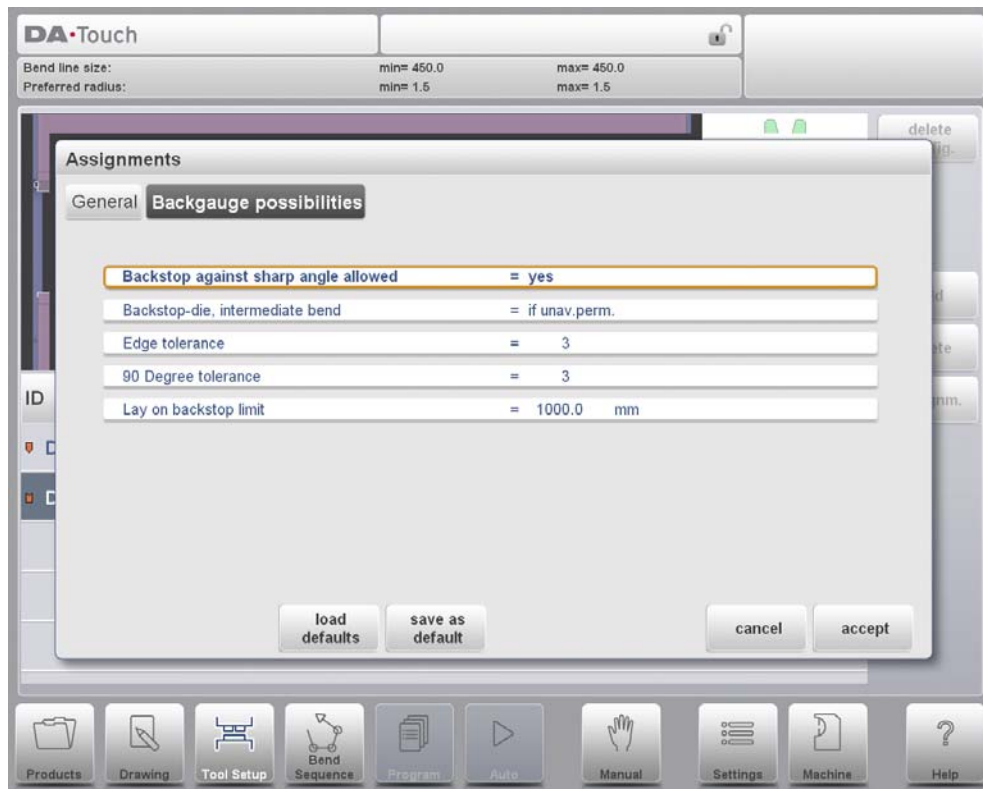 DA•Touch
Bend line size: min= 450.0 max= 450.0
Preferred radius: min= 1.5 max= 1.5
delete
Assignments
General Backgauge possibilities
Backstop against sharp angle allowed = yes
Backstop-die, intermediate bend = if unav.perm.
Edge tolerance = 3
90 Degree tolerance = 3
Lay on backstop limit = 1000.0 mm
ID
load defaults
save as default
cancel
accept
Products
Drawing
Tool Setup
Bend Sequence
Program
Auto
Manual
Settings
Machine
? Help